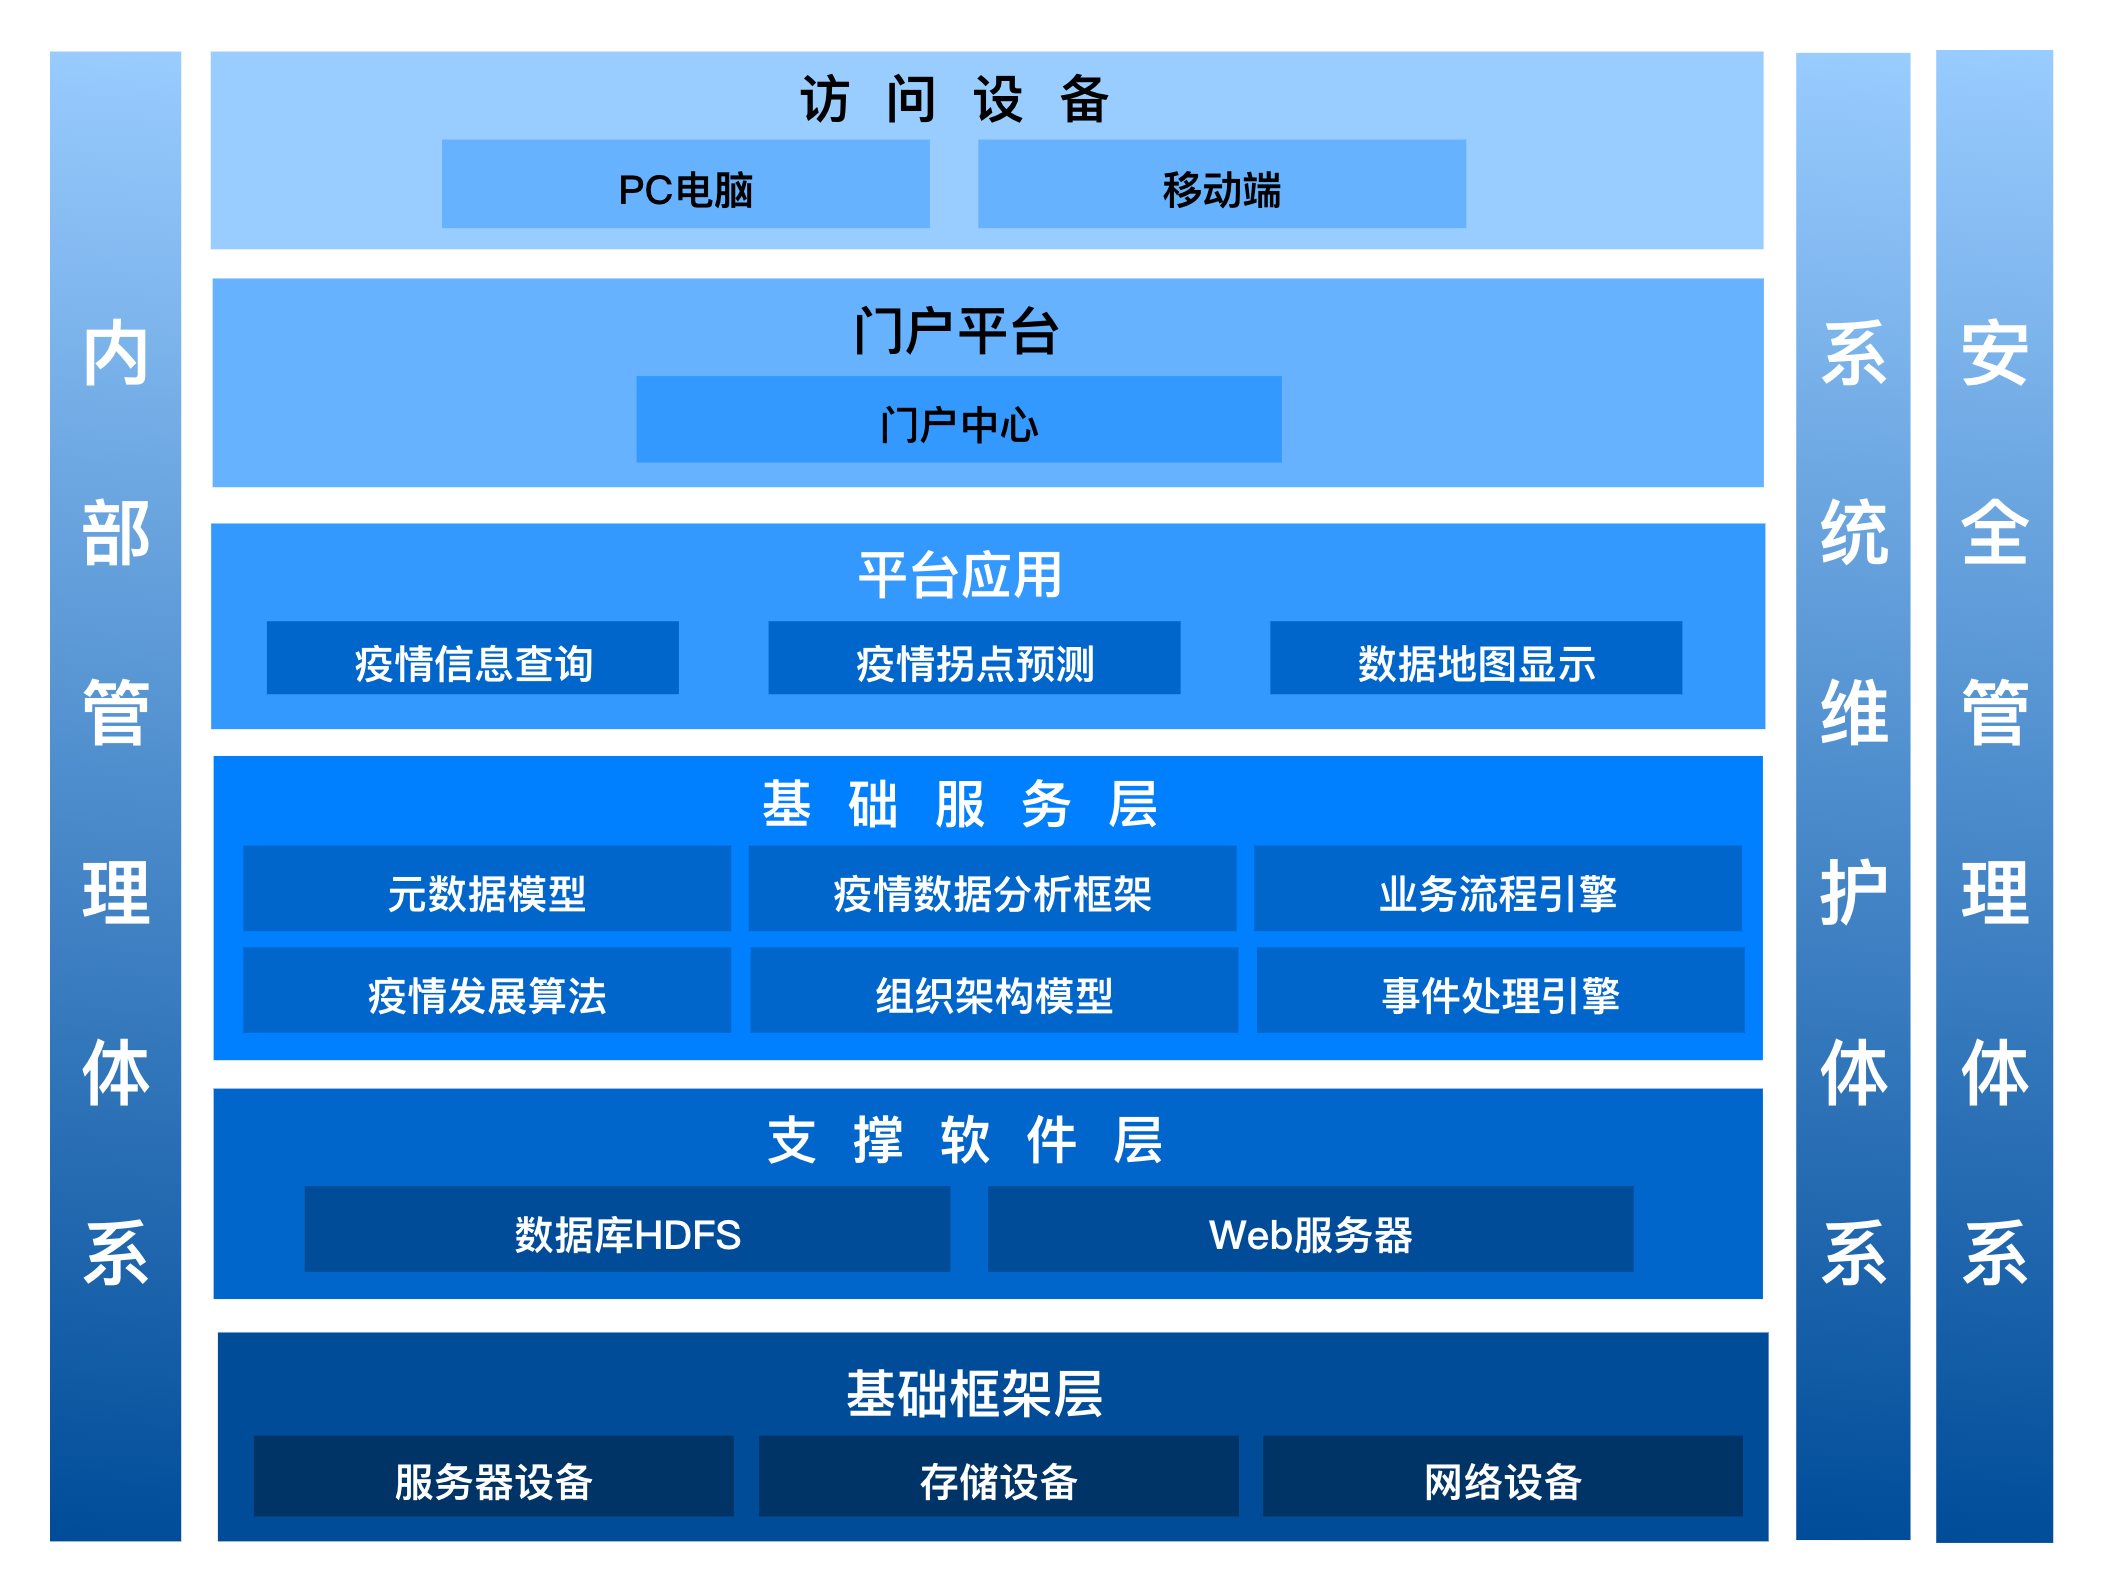 内部管理体系
访问设备
PC电脑
移动端
门户平台
门户中心
平台应用
疫情信息查询
疫情拐点预测
数据地图显示
基础服务层
元数据模型
疫情数据分析框架
业务流程引擎
疫情发展算法
组织架构模型
事件处理引擎
支撑软件层
数据库HDFS
Web服务器
基础框架层
服务器设备
存储设备
网络设备
系统维护体系
安全管理体系